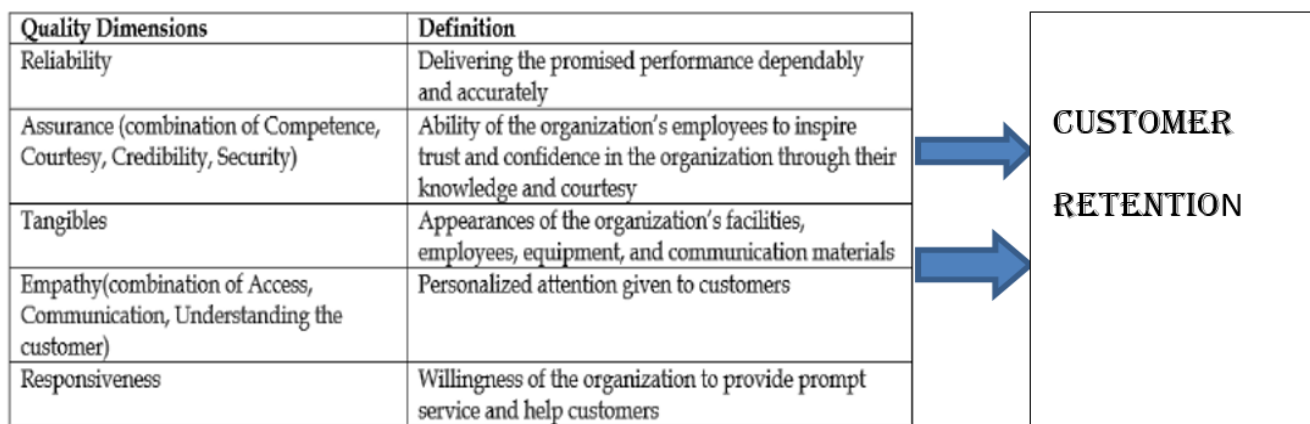 Quality Dimensions
Definition
Reliability
Delivering the promised performance dependably
and accurately
Assurance (combination of Competence,
Courtesy, Credibility, Security)
Ability of the organization's employees to inspire
trust and confidence in the organization through their
knowledge and courtesy
Tangibles
Appearances of the organization's facilities,
employees, equipment, and communication materials
Empathy(combination of Access,
Communication, Understanding the
customer)
Personalized attention given to customers
Responsiveness
Willingness of the organization to provide prompt
service and help customers
CUSTOMER
RETENTION